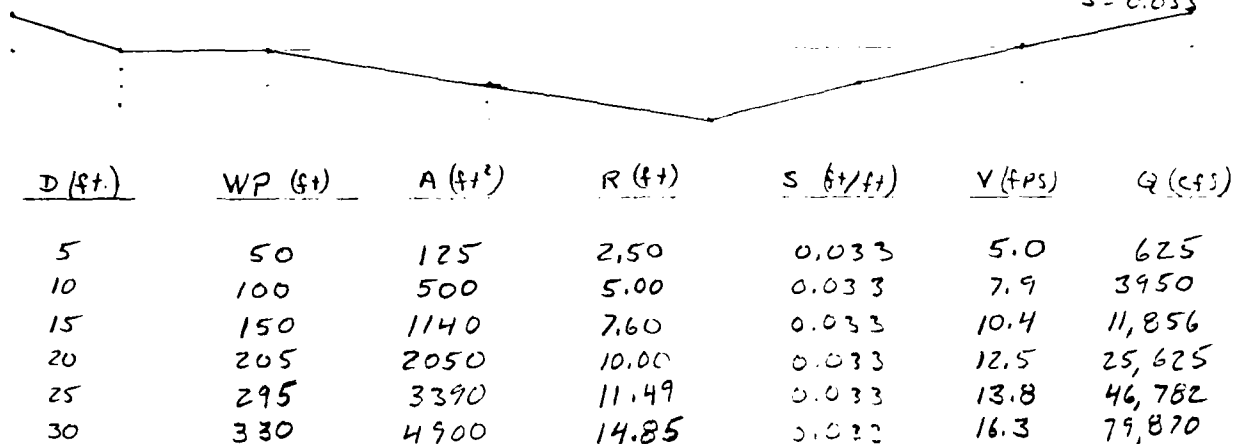 S = 0.033
D (ft.) WP (ft) A (ft²) R (ft) S (ft/ft) V (fps) Q (cfs)
5 50 125 2.50 0.033 5.0 625
10 100 500 5.00 0.033 7.9 3950
15 150 1140 7.60 0.033 10.4 11,856
20 205 2050 10.00 0.033 12.5 25,625
25 295 3390 11.49 0.033 13.8 46,782
30 330 4900 14.85 16.3 79,870